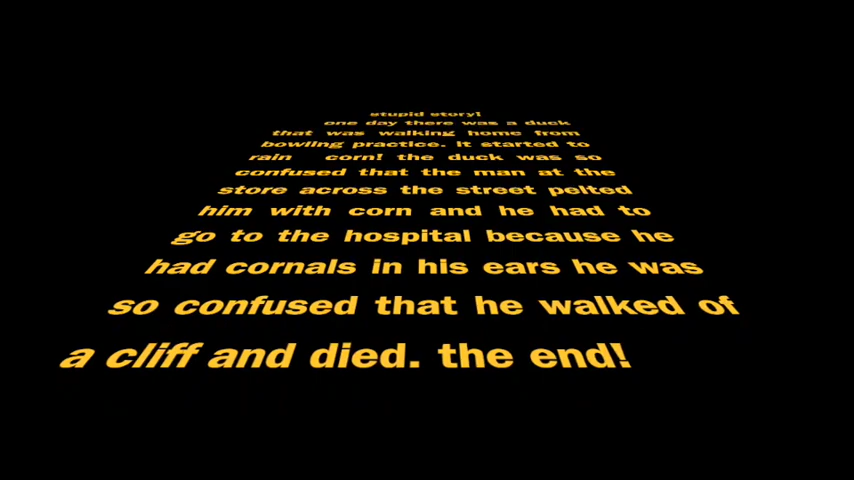 stupid story!
one day there was a duck
that was walking home from
bowling practice. it started to
rain corn! the duck was so
confused that the man at the
store across the street pelted
him with corn and he had to
go to the hospital because he
had cornals in his ears he was
so confused that he walked of
a cliff and died. the end!